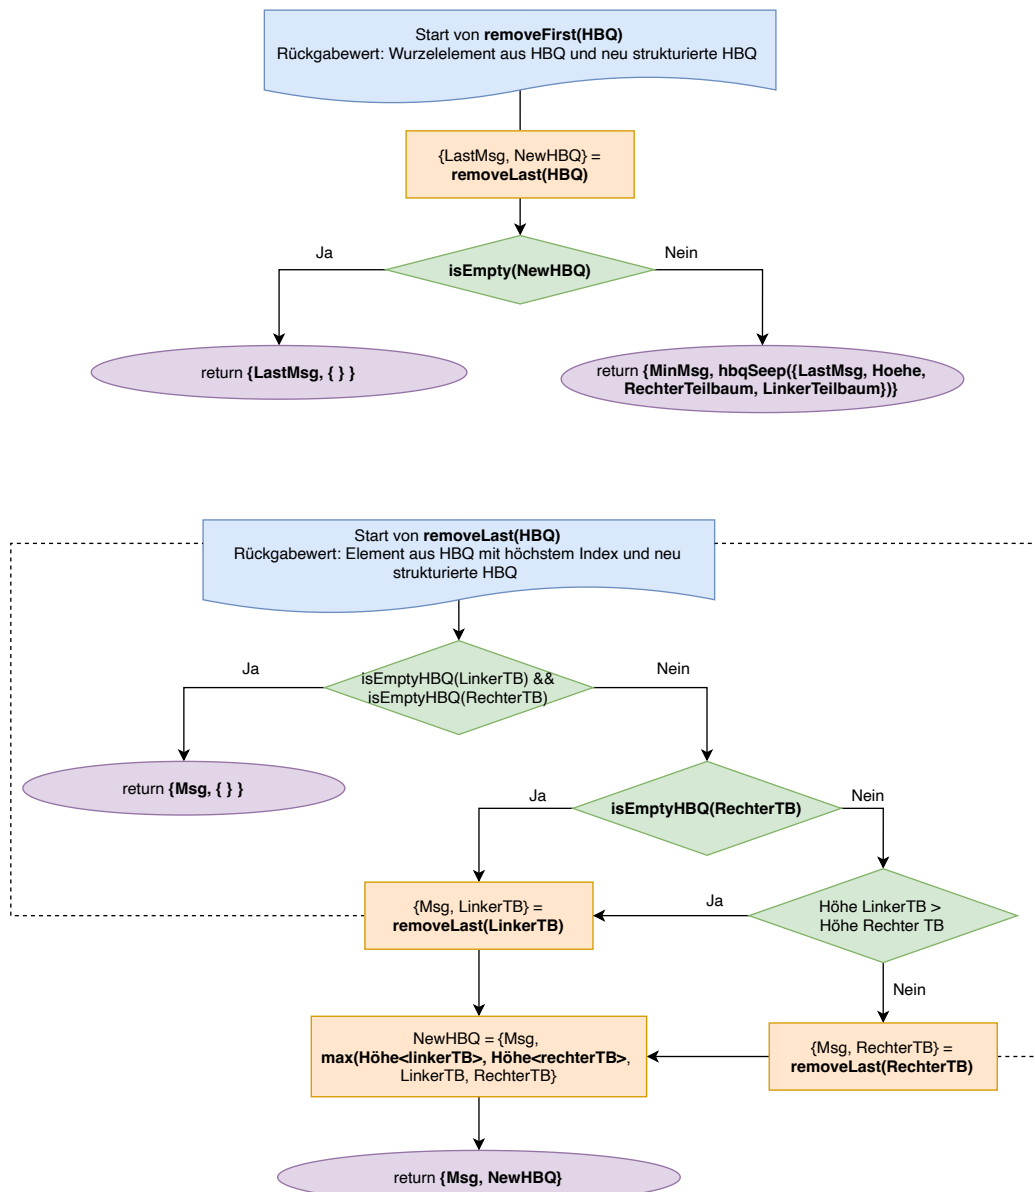 Start von removeFirst(HBQ)
Rückgabewert: Wurzelelement aus HBQ und neu strukturierte HBQ
{LastMsg, NewHBQ} =
removeLast(HBQ)
Ja
Nein
isEmpty(NewHBQ)
return {LastMsg, { } }
return {MinMsg, hbqSeep({LastMsg, Hoehe,
RechterTeilbaum, LinkerTeilbaum})}
Start von removeLast(HBQ)
Rückgabewert: Element aus HBQ mit höchstem Index und neu
strukturierte HBQ
Ja
Nein
isEmptyHBQ(LinkerTB) &&
isEmptyHBQ(RechterTB)
return {Msg, { } }
Ja
Nein
isEmptyHBQ(RechterTB)
{Msg, LinkerTB} =
removeLast(LinkerTB)
Ja
Höhe LinkerTB >
Höhe Rechter TB
Nein
NewHBQ = {Msg,
max(Höhe<linkerTB>, Höhe<rechterTB>,
LinkerTB, RechterTB}
{Msg, RechterTB} =
removeLast(RechterTB)
return {Msg, NewHBQ}